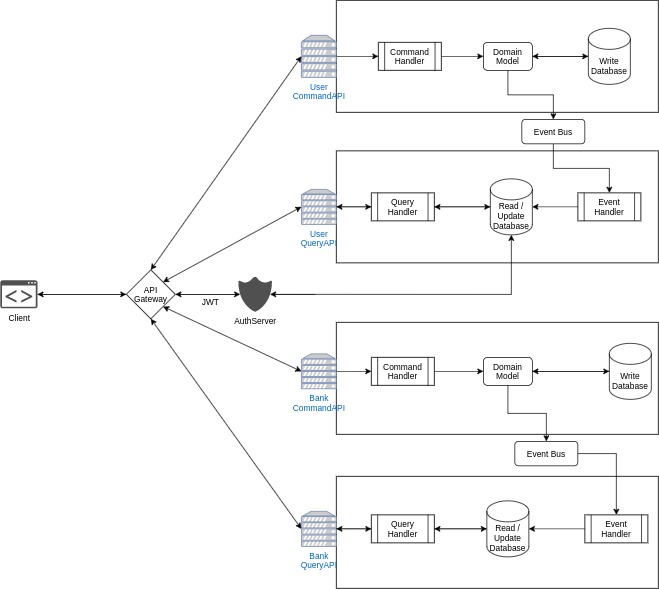 User
CommandAPI
Command
Handler
Domain
Model
Write
Database
Event Bus
User
QueryAPI
Query
Handler
Read /
Update
Database
Event
Handler
Client
API
Gateway
JWT
AuthServer
Bank
CommandAPI
Command
Handler
Domain
Model
Write
Database
Event Bus
Bank
QueryAPI
Query
Handler
Read /
Update
Database
Event
Handler